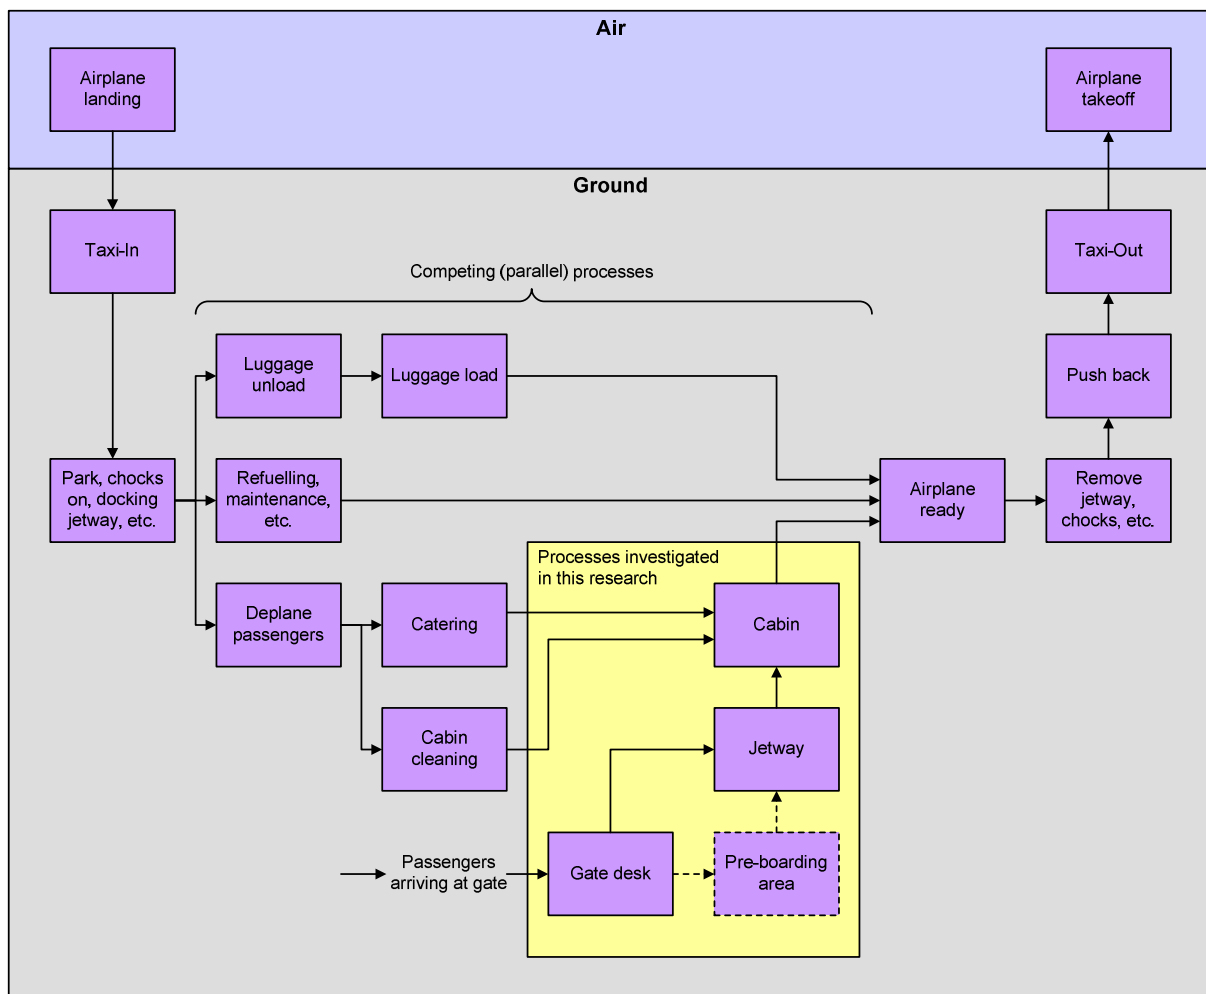 Air
Airplane
landing
Airplane
takeoff
Ground
Taxi-In
Taxi-Out
Competing (parallel) processes
Luggage
unload
Luggage load
Push back
Park, chocks
on, docking
jetway, etc.
Refuelling,
maintenance,
etc.
Airplane
ready
Remove
jetway,
chocks, etc.
Processes investigated
in this research
Deplane
passengers
Catering
Cabin
Cabin
cleaning
Jetway
Passengers
arriving at gate
Gate desk
Pre-boarding
area